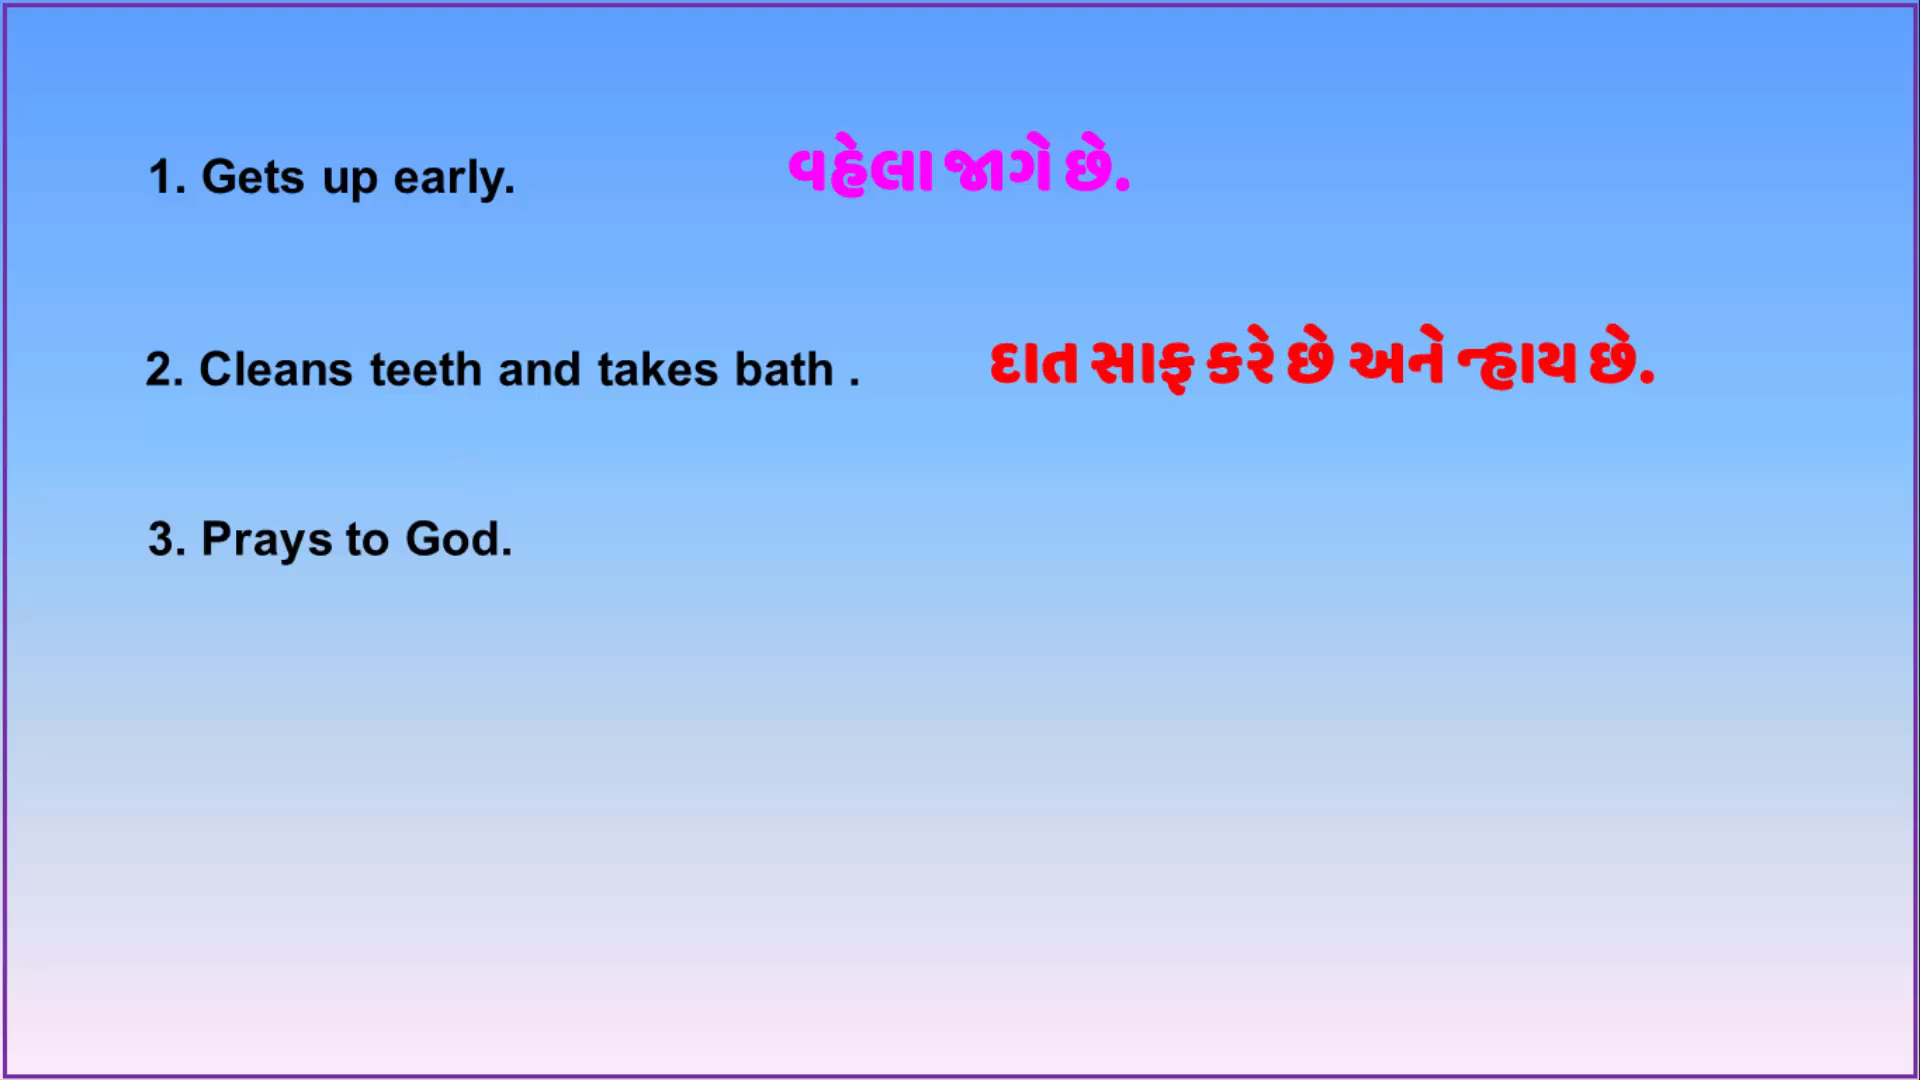 1. Gets up early. વહેલા જાગે છે.
2. Cleans teeth and takes bath . દાત સાફ કરે છે અને ન્હાય છે.
3. Prays to God.